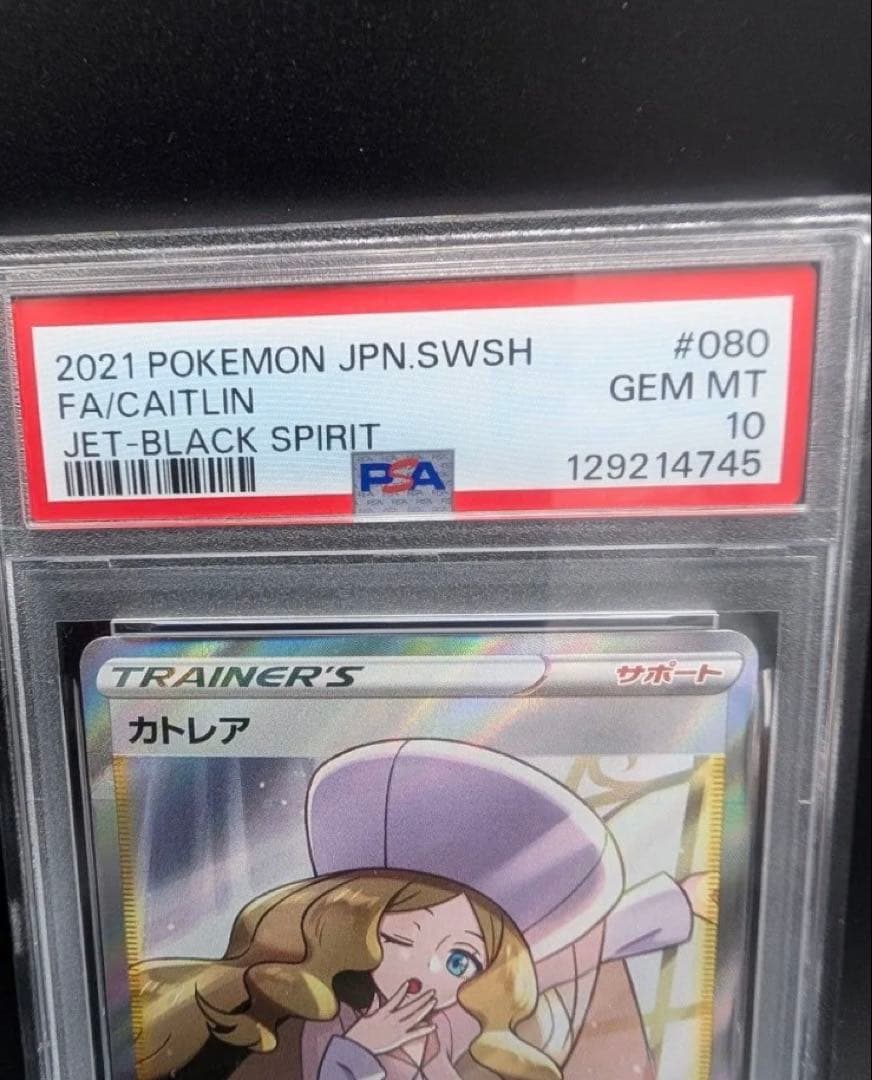 2021 POKEMON JPN.SWSH #080
FA/CAITLIN GEM MT
JET-BLACK SPIRIT 10
PSA 129214745
TRAINER'S サポート
カトレア